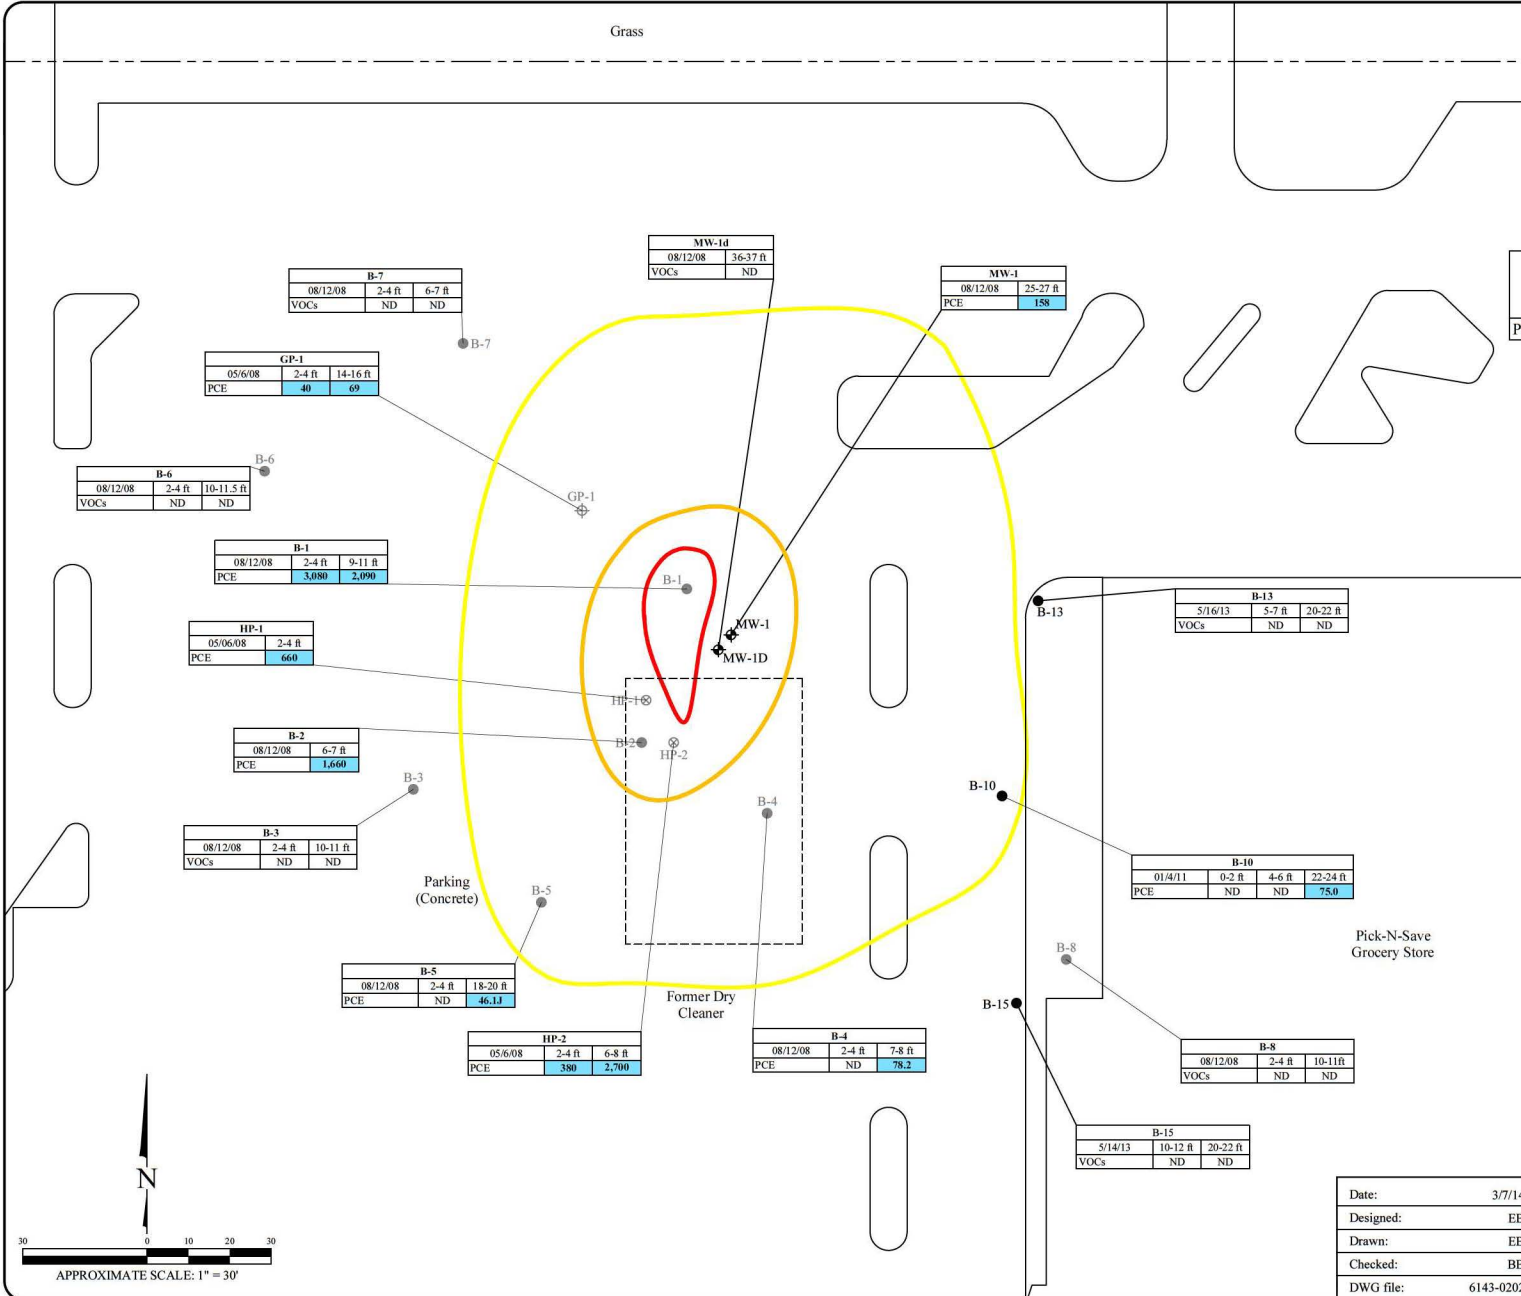 Grass
MW-1d
08/12/08 36-37 ft
VOCs ND
MW-1
08/12/08 25-27 ft
PCE 158
P
B-7
08/12/08 2-4 ft 6-7 ft
VOCs ND ND
B-7
GP-1
05/6/08 2-4 ft 14-16 ft
PCE 40 69
GP-1
B-6
B-6
08/12/08 2-4 ft 10-11.5 ft
VOCs ND ND
B-1
08/12/08 2-4 ft 9-11 ft
PCE 3,080 2,090
B-1
B-13
B-13
5/16/13 5-7 ft 20-22 ft
VOCs ND ND
MW-1
MW-1D
HP-1
05/06/08 2-4 ft
PCE 660
HP-1
B-2
08/12/08 6-7 ft
PCE 1,660
B-2
HP-2
B-3
B-10
B-4
B-3
08/12/08 2-4 ft 10-11 ft
VOCs ND ND
B-10
01/4/11 0-2 ft 4-6 ft 22-24 ft
PCE ND ND 75.0
Parking
(Concrete)
B-5
B-8
Pick-N-Save
Grocery Store
B-5
08/12/08 2-4 ft 18-20 ft
PCE ND 46.1J
Former Dry
Cleaner
B-15
HP-2
05/6/08 2-4 ft 6-8 ft
PCE 380 2,700
B-4
08/12/08 2-4 ft 7-8 ft
PCE ND 78.2
B-8
08/12/08 2-4 ft 10-11ft
VOCs ND ND
B-15
5/14/13 10-12 ft 20-22 ft
VOCs ND ND
N
30 0 10 20 30
APPROXIMATE SCALE: 1" = 30'
Date: 3/7/14
Designed: EE
Drawn: EE
Checked: BE
DWG file: 6143-0202